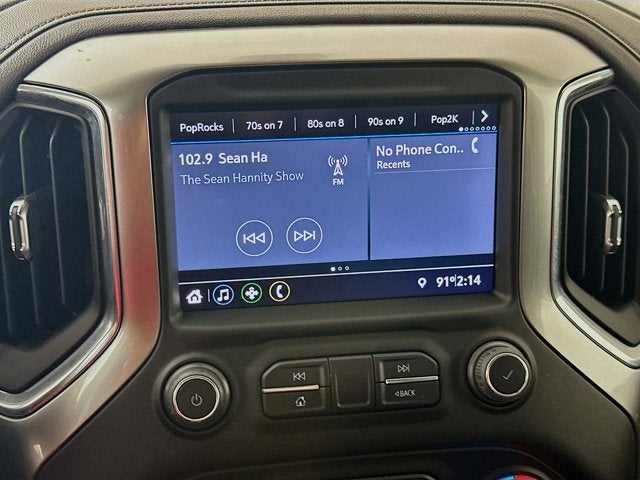 PopRocks 70s on 7 80s on 8 90s on 9 Pop2K
102.9 Sean Ha
The Sean Hannity Show
FM
No Phone Con..
Recents
91° 2:14
BACK